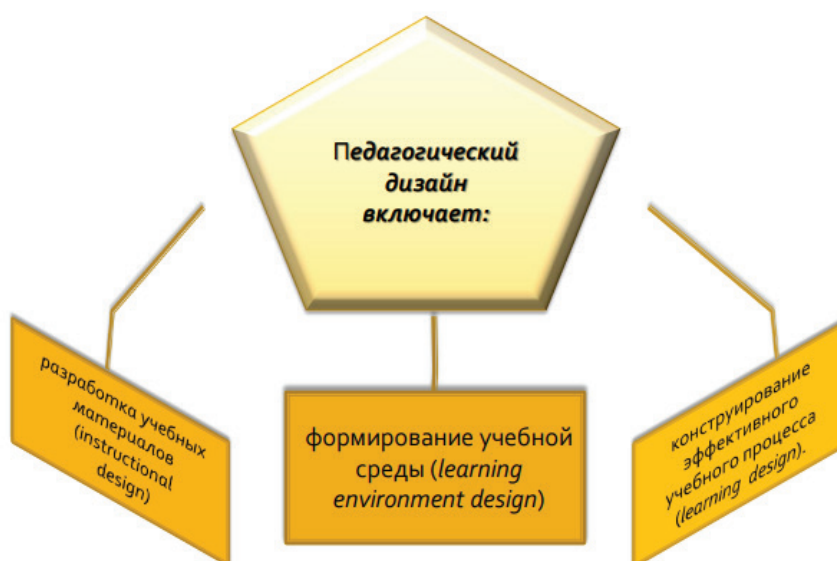 Педагогический
дизайн
включает:
разработка учебных
материалов
(instructional
design)
формирование учебной
среды (learning
environment design)
конструирование
эффективного
учебного процесса
(learning design).